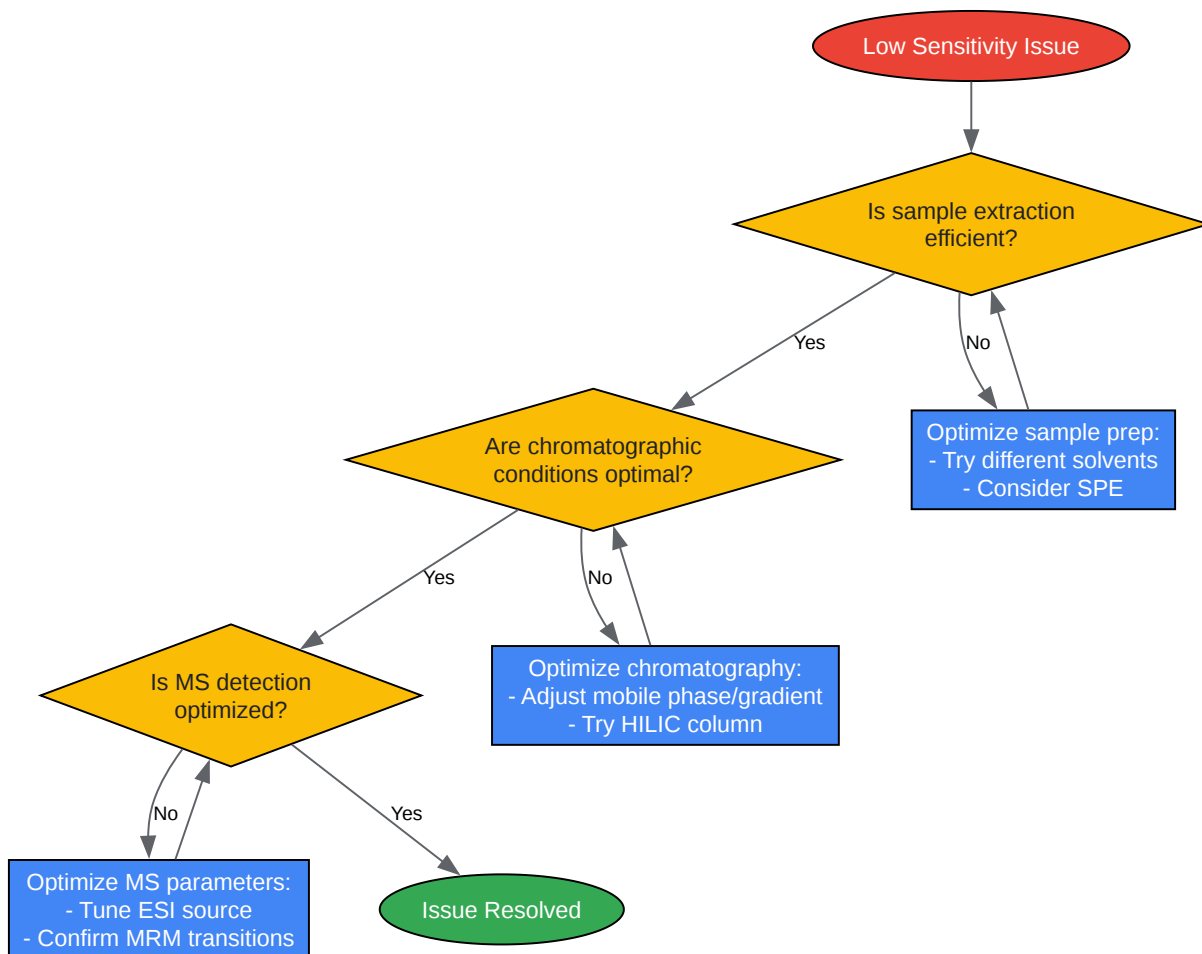 Low Sensitivity Issue
Is sample extraction
efficient?
Yes
No
Optimize sample prep:
- Try different solvents
- Consider SPE
Are chromatographic
conditions optimal?
Yes
No
Optimize chromatography:
- Adjust mobile phase/gradient
- Try HILIC column
Is MS detection
optimized?
No
Yes
Optimize MS parameters:
- Tune ESI source
- Confirm MRM transitions
Issue Resolved